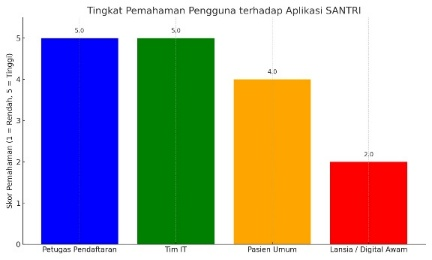 Tingkat Pemahaman Pengguna terhadap Aplikasi SANTRI
Skor Pemahaman (1 = Rendah, 5 = Tinggi)
5
4
3
2
1
0
5.0
5.0
4.0
2.0
Petugas Pendaftaran
Tim IT
Pasien Umum
Lansia / Digital Awam